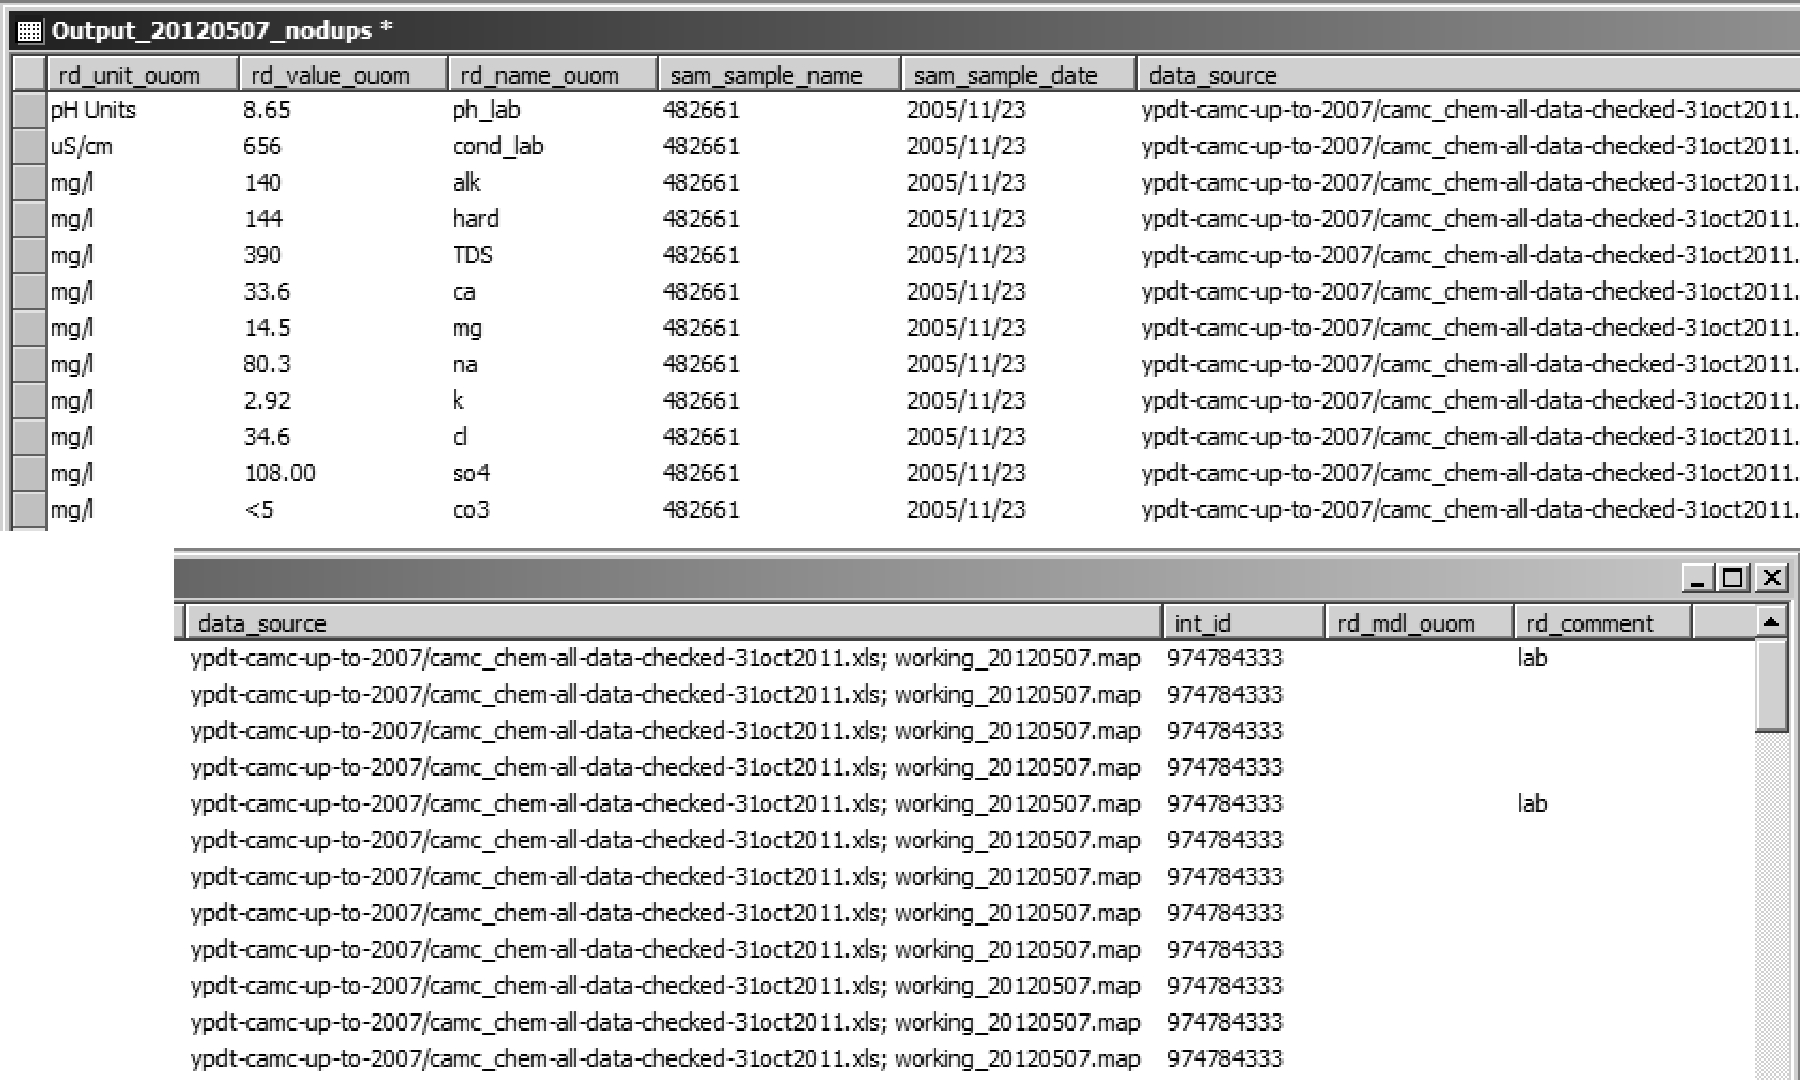 Output_20120507_nodups *
rd_unit_ouom rd_value_ouom rd_name_ouom sam_sample_name sam_sample_date data_source
pH Units 8.65 ph_lab 482661 2005/11/23 ypdt-camc-up-to-2007/camc_chem-all-data-checked-31oct2011.
uS/cm 656 cond_lab 482661 2005/11/23 ypdt-camc-up-to-2007/camc_chem-all-data-checked-31oct2011.
mg/l 140 alk 482661 2005/11/23 ypdt-camc-up-to-2007/camc_chem-all-data-checked-31oct2011.
mg/l 144 hard 482661 2005/11/23 ypdt-camc-up-to-2007/camc_chem-all-data-checked-31oct2011.
mg/l 390 TDS 482661 2005/11/23 ypdt-camc-up-to-2007/camc_chem-all-data-checked-31oct2011.
mg/l 33.6 ca 482661 2005/11/23 ypdt-camc-up-to-2007/camc_chem-all-data-checked-31oct2011.
mg/l 14.5 mg 482661 2005/11/23 ypdt-camc-up-to-2007/camc_chem-all-data-checked-31oct2011.
mg/l 80.3 na 482661 2005/11/23 ypdt-camc-up-to-2007/camc_chem-all-data-checked-31oct2011.
mg/l 2.92 k 482661 2005/11/23 ypdt-camc-up-to-2007/camc_chem-all-data-checked-31oct2011.
mg/l 34.6 cl 482661 2005/11/23 ypdt-camc-up-to-2007/camc_chem-all-data-checked-31oct2011.
mg/l 108.00 so4 482661 2005/11/23 ypdt-camc-up-to-2007/camc_chem-all-data-checked-31oct2011.
mg/l <5 co3 482661 2005/11/23 ypdt-camc-up-to-2007/camc_chem-all-data-checked-31oct2011.
data_source int_id rd_mdl_ouom rd_comment
ypdt-camc-up-to-2007/camc_chem-all-data-checked-31oct2011.xls; working_20120507.map 974784333 lab
ypdt-camc-up-to-2007/camc_chem-all-data-checked-31oct2011.xls; working_20120507.map 974784333
ypdt-camc-up-to-2007/camc_chem-all-data-checked-31oct2011.xls; working_20120507.map 974784333
ypdt-camc-up-to-2007/camc_chem-all-data-checked-31oct2011.xls; working_20120507.map 974784333
ypdt-camc-up-to-2007/camc_chem-all-data-checked-31oct2011.xls; working_20120507.map 974784333 lab
ypdt-camc-up-to-2007/camc_chem-all-data-checked-31oct2011.xls; working_20120507.map 974784333
ypdt-camc-up-to-2007/camc_chem-all-data-checked-31oct2011.xls; working_20120507.map 974784333
ypdt-camc-up-to-2007/camc_chem-all-data-checked-31oct2011.xls; working_20120507.map 974784333
ypdt-camc-up-to-2007/camc_chem-all-data-checked-31oct2011.xls; working_20120507.map 974784333
ypdt-camc-up-to-2007/camc_chem-all-data-checked-31oct2011.xls; working_20120507.map 974784333
ypdt-camc-up-to-2007/camc_chem-all-data-checked-31oct2011.xls; working_20120507.map 974784333
ypdt-camc-up-to-2007/camc_chem-all-data-checked-31oct2011.xls; working_20120507.map 974784333